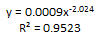 y = 0.0009x^-2.024
R² = 0.9523